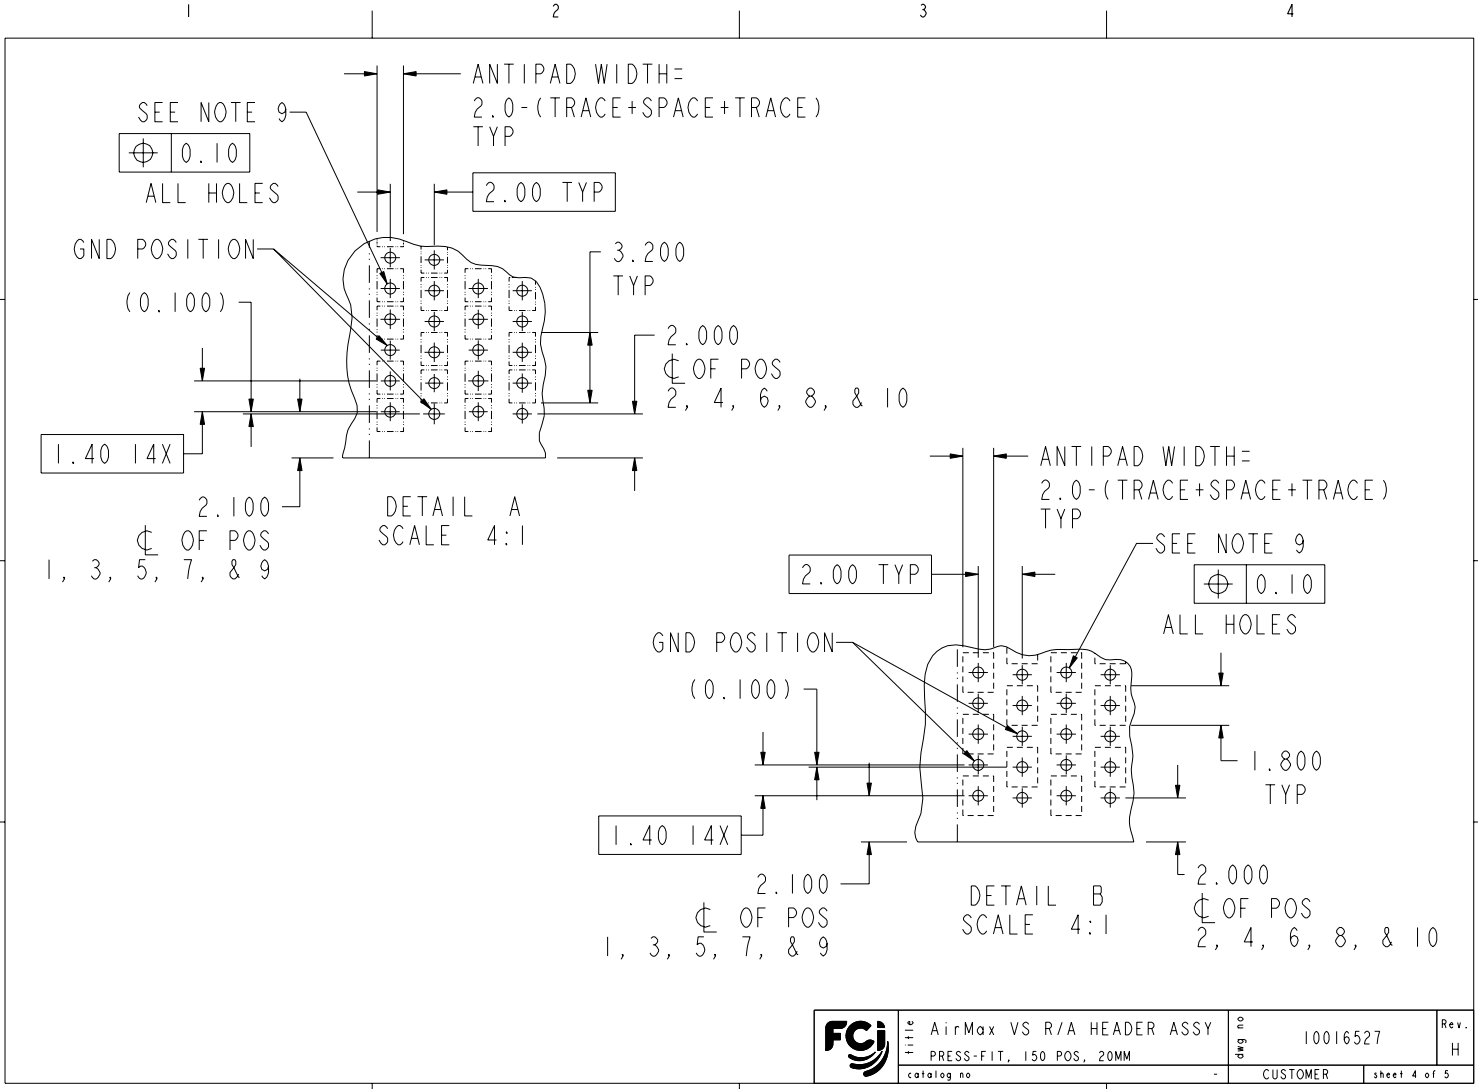 1
2
3
4
ANTIPAD WIDTH=
2.0-(TRACE+SPACE+TRACE)
TYP
SEE NOTE 9
0.10
ALL HOLES
2.00 TYP
GND POSITION
(0.100)
3.200
TYP
2.000
℄ OF POS
2, 4, 6, 8, & 10
1.40 14X
2.100
℄ OF POS
1, 3, 5, 7, & 9
DETAIL A
SCALE 4:1
ANTIPAD WIDTH=
2.0-(TRACE+SPACE+TRACE)
TYP
SEE NOTE 9
0.10
ALL HOLES
2.00 TYP
GND POSITION
(0.100)
1.800
TYP
1.40 14X
2.100
℄ OF POS
1, 3, 5, 7, & 9
DETAIL B
SCALE 4:1
2.000
℄ OF POS
2, 4, 6, 8, & 10
FCi
title
AirMax VS R/A HEADER ASSY
PRESS-FIT, 150 POS, 20MM
dwg no
10016527
Rev.
H
catalog no -
CUSTOMER
sheet 4 of 5